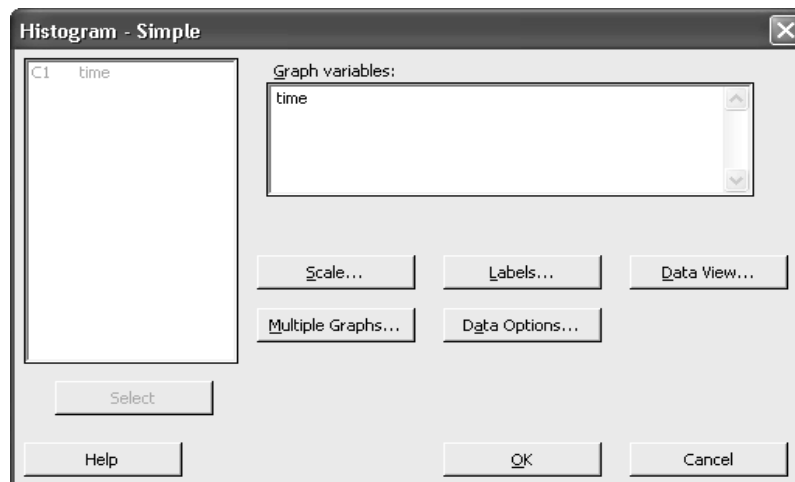 Histogram - Simple
C1 time
Graph variables:
time
Scale...
Labels...
Data View...
Multiple Graphs...
Data Options...
Select
Help
OK
Cancel